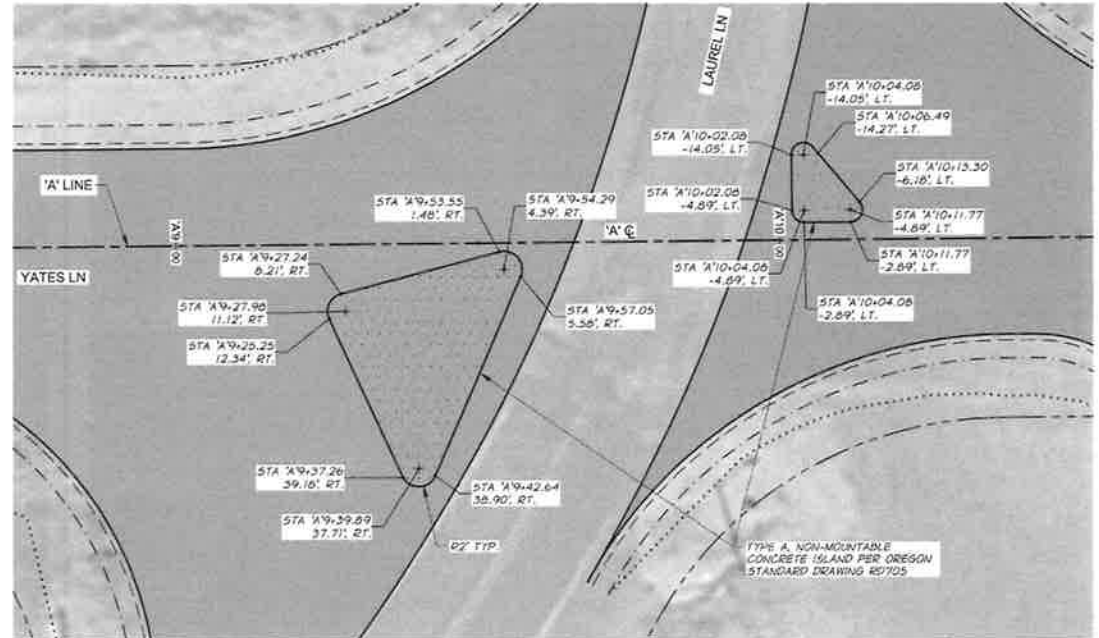 LAUREL LN
STA 'A'10+04.08
-14.05', LT.
STA 'A'10+06.49
-14.27', LT.
STA 'A'10+02.08
-14.05', LT.
STA 'A'10+13.30
-6.18', LT.
'A' LINE
STA 'A'9+53.55
1.48', RT.
STA 'A'9+54.29
4.39', RT.
STA 'A'10+02.08
-4.89', LT.
STA 'A'10+11.77
-4.89', LT.
'A'9+00
'A' ℄
'A'10+00
STA 'A'9+27.24
8.21', RT.
STA 'A'10+04.08
-4.89', LT.
STA 'A'10+11.77
-2.89', LT.
YATES LN
STA 'A'9+27.98
11.12', RT.
STA 'A'9+57.05
5.58', RT.
STA 'A'10+04.08
-2.89', LT.
STA 'A'9+25.25
12.34', RT.
STA 'A'9+37.26
39.16', RT.
STA 'A'9+42.64
38.90', RT.
STA 'A'9+39.89
37.71', RT.
R2' TYP.
TYPE A, NON-MOUNTABLE
CONCRETE ISLAND PER OREGON
STANDARD DRAWING RD705